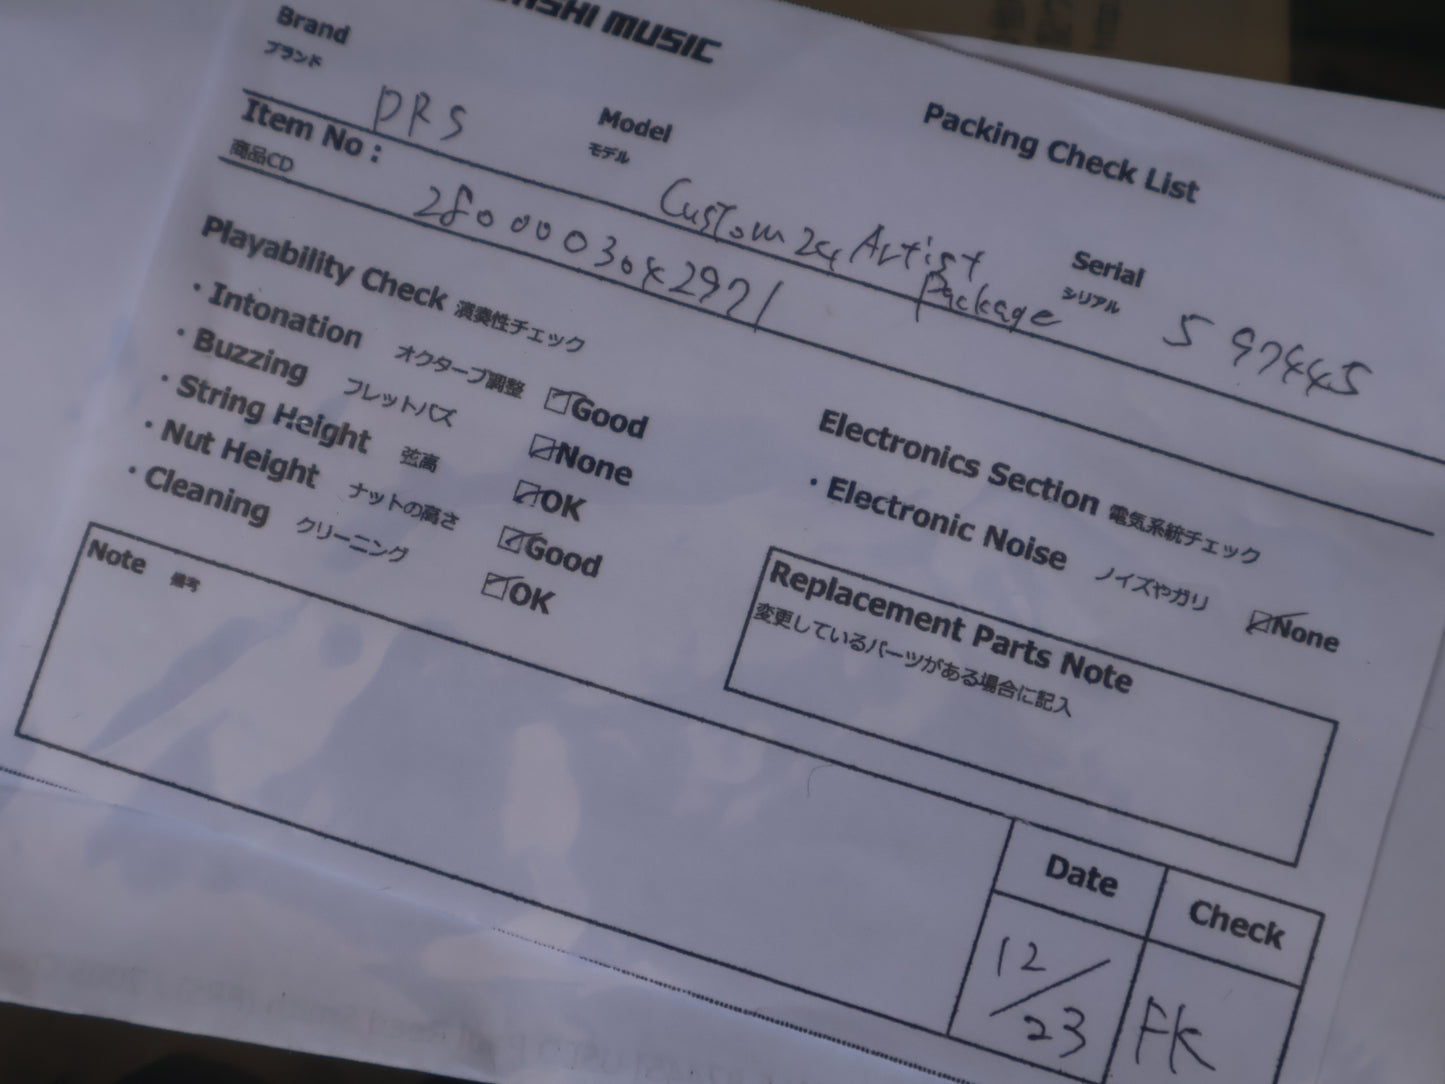 MUSIC
Packing Check List
Brand
ブランド
PRS
Model
モデル
Custom 24 Artist
Package
Serial
シリアル
5 97445
Item No :
商品CD
2800003042971
Playability Check 演奏性チェック
・Intonation オクターブ調整 Good
・Buzzing フレットバズ None
・String Height 弦高 OK
・Nut Height ナットの高さ Good
・Cleaning クリーニング OK
Electronics Section 電気系統チェック
・Electronic Noise ノイズやガリ None
Replacement Parts Note
変更しているパーツがある場合に記入
Note 備考
Date
Check
12/23
FK